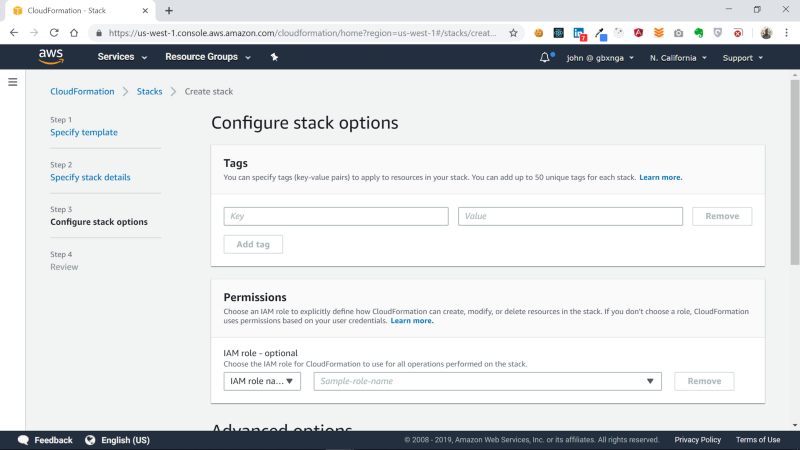 CloudFormation - Stack
https://us-west-1.console.aws.amazon.com/cloudformation/home?region=us-west-1#/stacks/creat...
aws
Services
Resource Groups
john @ gbxnga
N. California
Support
CloudFormation
Stacks
Create stack
Step 1
Specify template
Step 2
Specify stack details
Step 3
Configure stack options
Step 4
Review
Configure stack options
Tags
You can specify tags (key-value pairs) to apply to resources in your stack. You can add up to 50 unique tags for each stack. Learn more.
Key
Value
Remove
Add tag
Permissions
Choose an IAM role to explicitly define how CloudFormation can create, modify, or delete resources in the stack. If you don't choose a role, CloudFormation
uses permissions based on your user credentials. Learn more.
IAM role - optional
Choose the IAM role for CloudFormation to use for all operations performed on the stack.
IAM role na...
Sample-role-name
Remove
Advanced options
Feedback
English (US)
© 2008 - 2019, Amazon Web Services, Inc. or its affiliates. All rights reserved.
Privacy Policy
Terms of Use